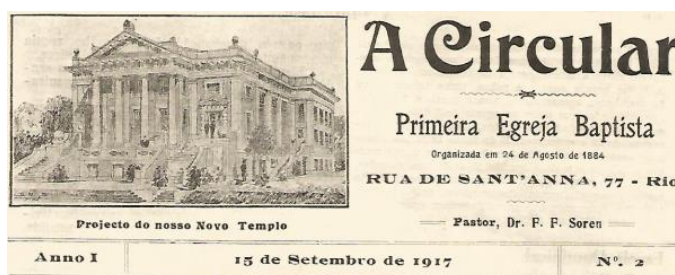 A Circular
Primeira Egreja Baptista
Organizada em 24 de Agosto de 1884
RUA DE SANT'ANNA, 77 - Rio
Pastor, Dr. F. F. Soren
Projecto do nosso Novo Templo
Anno I
15 de Setembro de 1917
Nº. 2